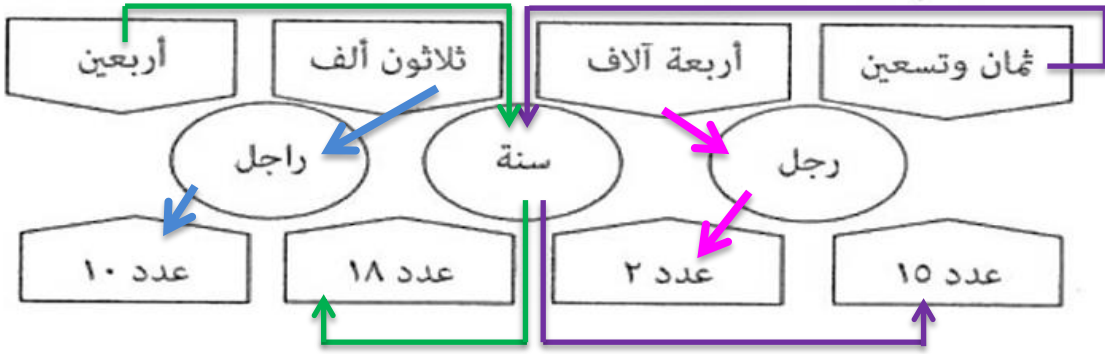 ثمان وتسعين أربعة آلاف ثلاثون ألف أربعين
رجل سنة راجل
عدد ١٥ عدد ٢ عدد ١٨ عدد ١٠